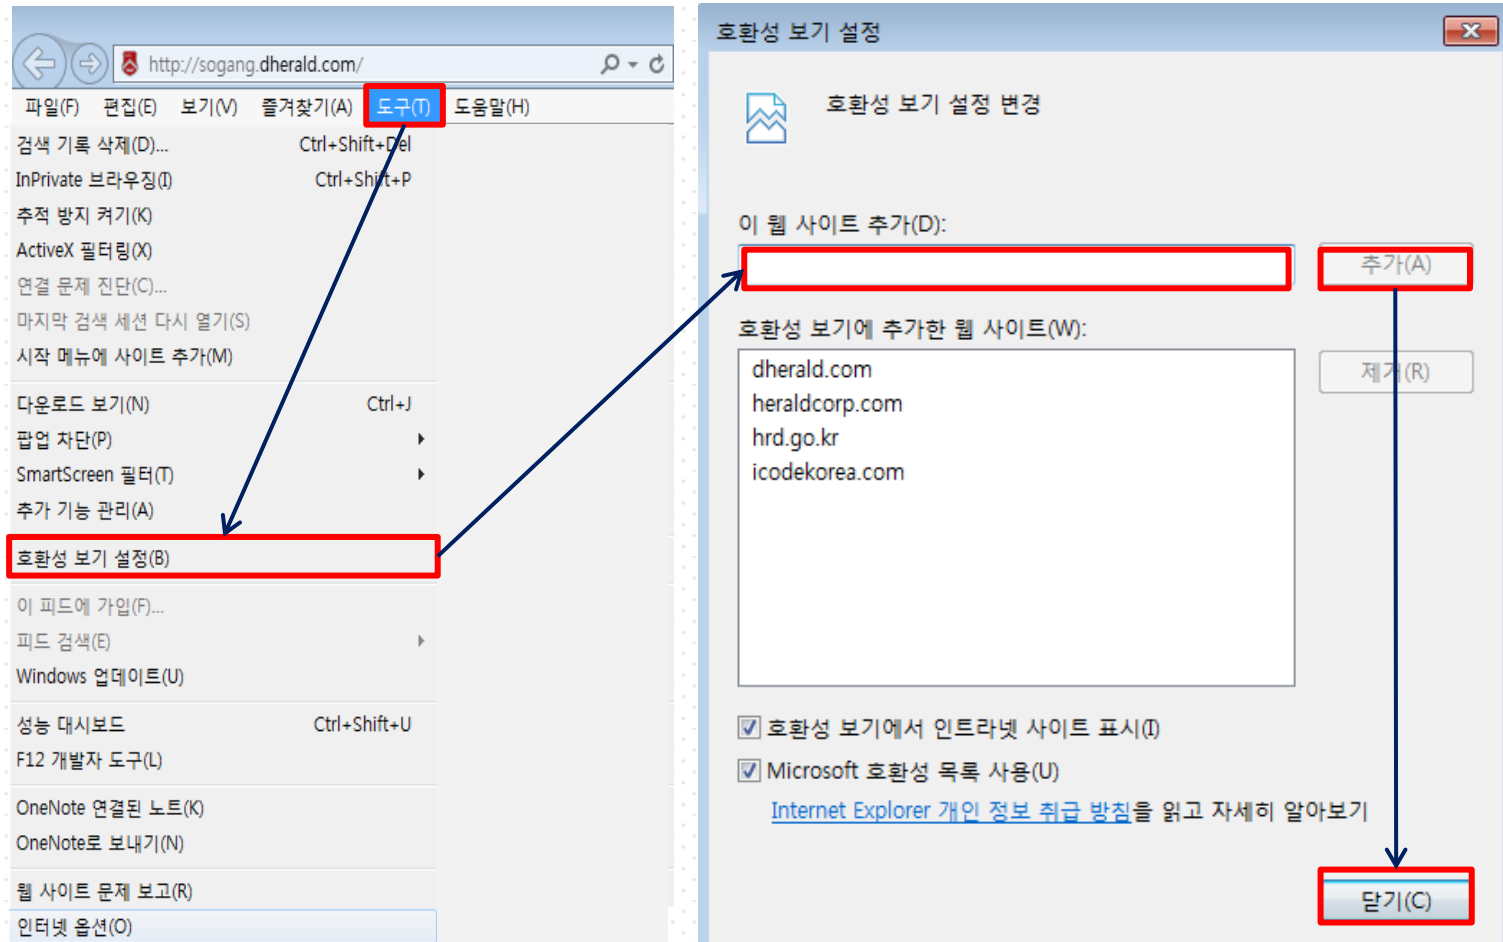 http://sogang.dherald.com/
파일(F) 편집(E) 보기(V) 즐겨찾기(A) 도구(T) 도움말(H)
검색 기록 삭제(D)... Ctrl+Shift+Del
InPrivate 브라우징(I) Ctrl+Shift+P
추적 방지 켜기(K)
ActiveX 필터링(X)
연결 문제 진단(C)...
마지막 검색 세션 다시 열기(S)
시작 메뉴에 사이트 추가(M)
다운로드 보기(N) Ctrl+J
팝업 차단(P)
SmartScreen 필터(T)
추가 기능 관리(A)
호환성 보기 설정(B)
이 피드에 가입(F)...
피드 검색(E)
Windows 업데이트(U)
성능 대시보드 Ctrl+Shift+U
F12 개발자 도구(L)
OneNote 연결된 노트(K)
OneNote로 보내기(N)
웹 사이트 문제 보고(R)
인터넷 옵션(O)
호환성 보기 설정
호환성 보기 설정 변경
이 웹 사이트 추가(D):
추가(A)
호환성 보기에 추가한 웹 사이트(W):
dherald.com
heraldcorp.com
hrd.go.kr
icodekorea.com
제거(R)
호환성 보기에서 인트라넷 사이트 표시(I)
Microsoft 호환성 목록 사용(U)
Internet Explorer 개인 정보 취급 방침을 읽고 자세히 알아보기
닫기(C)